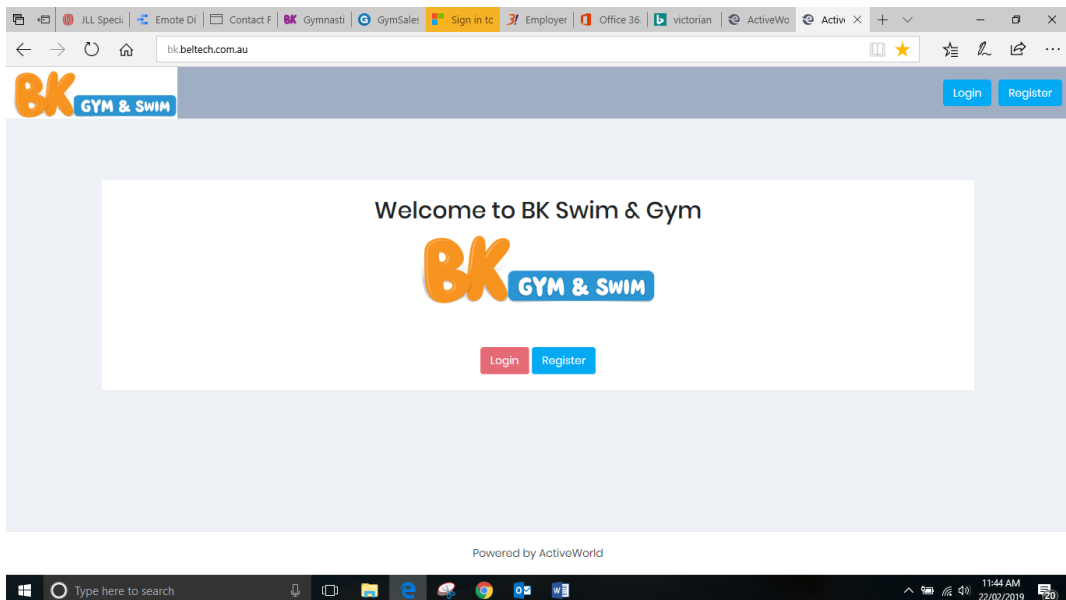 JLL Speci Emote Di Contact F BK Gymnasti G GymSales Sign in to Employer Office 36 victorian ActiveWo Activ
bk.beltech.com.au
BK GYM & SWIM
Login Register
Welcome to BK Swim & Gym
BK GYM & SWIM
Login Register
Powered by ActiveWorld
Type here to search
11:44 AM
22/02/2019
20